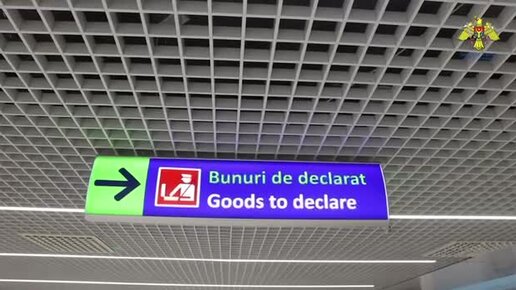 Bunuri de declarat
Goods to declare